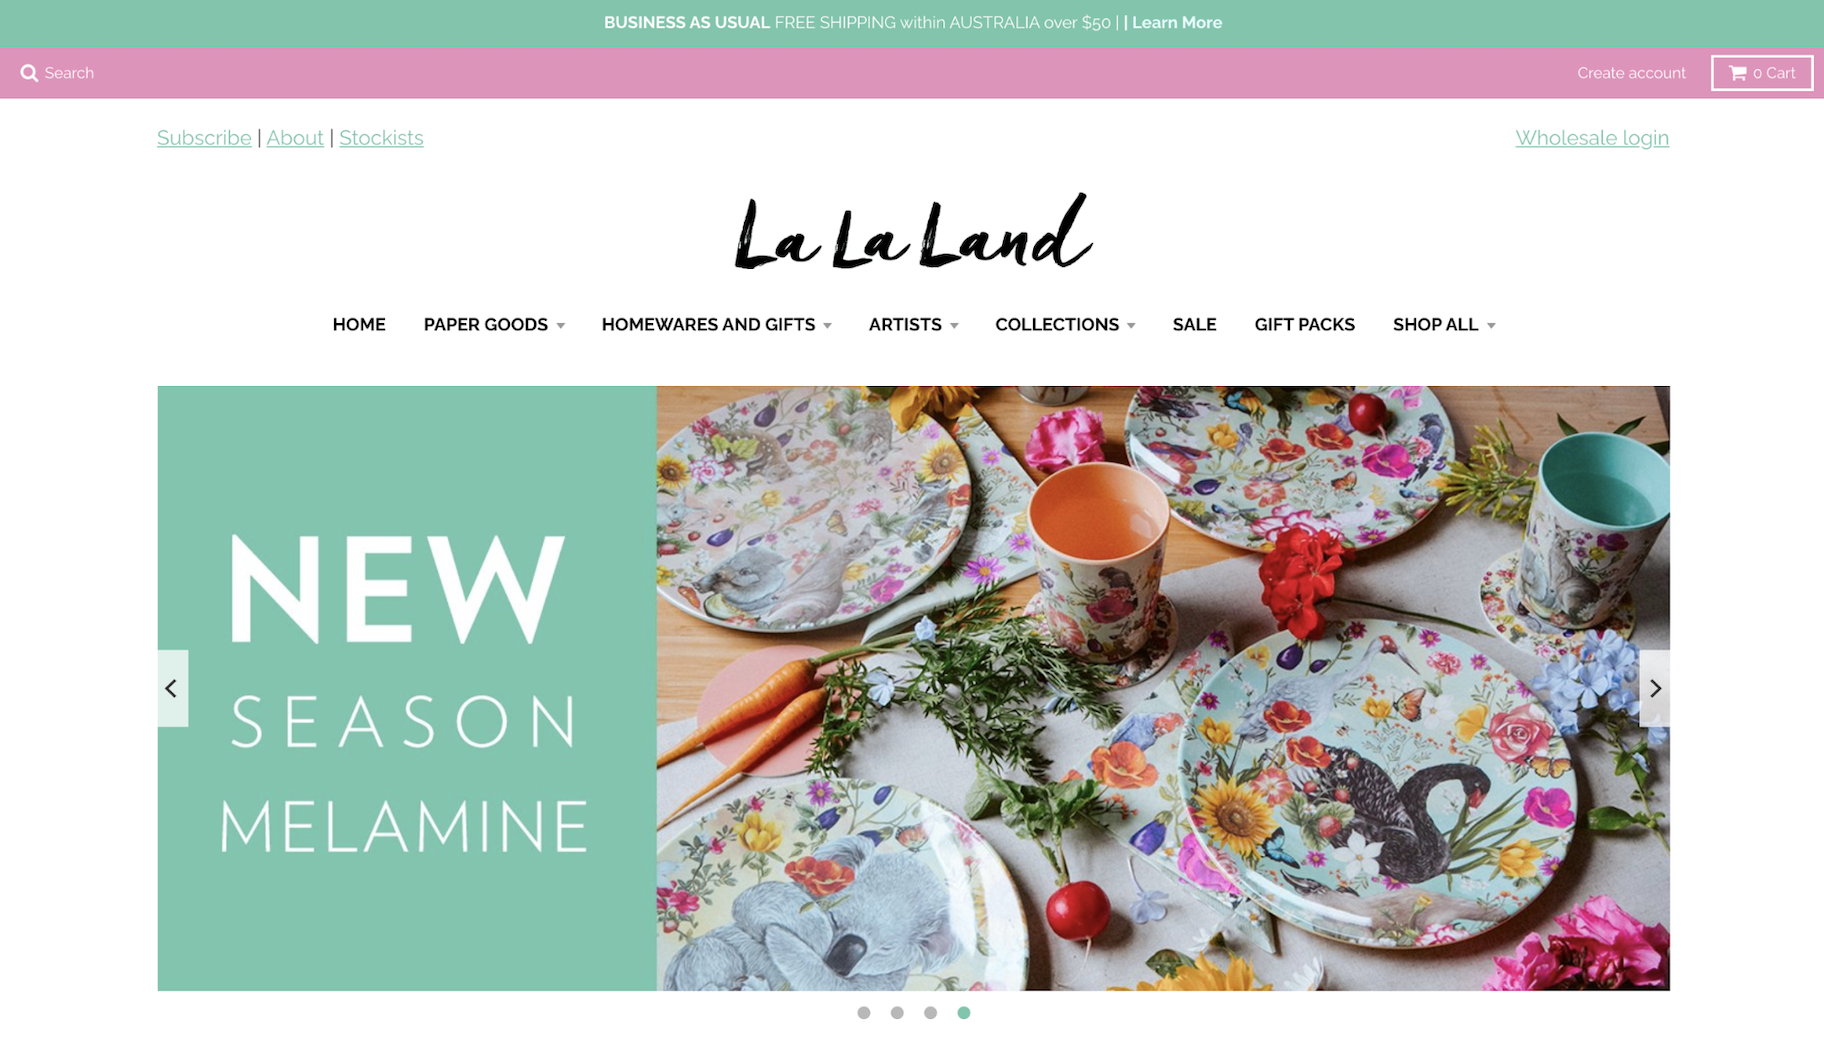 BUSINESS AS USUAL FREE SHIPPING within AUSTRALIA over $50 | | Learn More
Search
Create account
0 Cart
Subscribe | About | Stockists
Wholesale login
La La Land
HOME PAPER GOODS HOMEWARES AND GIFTS ARTISTS COLLECTIONS SALE GIFT PACKS SHOP ALL
NEW
SEASON
MELAMINE